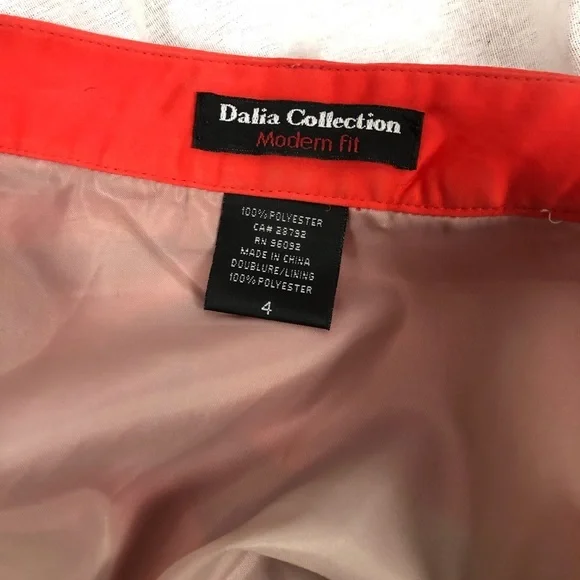 Dalia Collection
Modern fit
100% POLYESTER
CA# 28792
RN 96092
MADE IN CHINA
DOUBLURE/LINING
100% POLYESTER
4